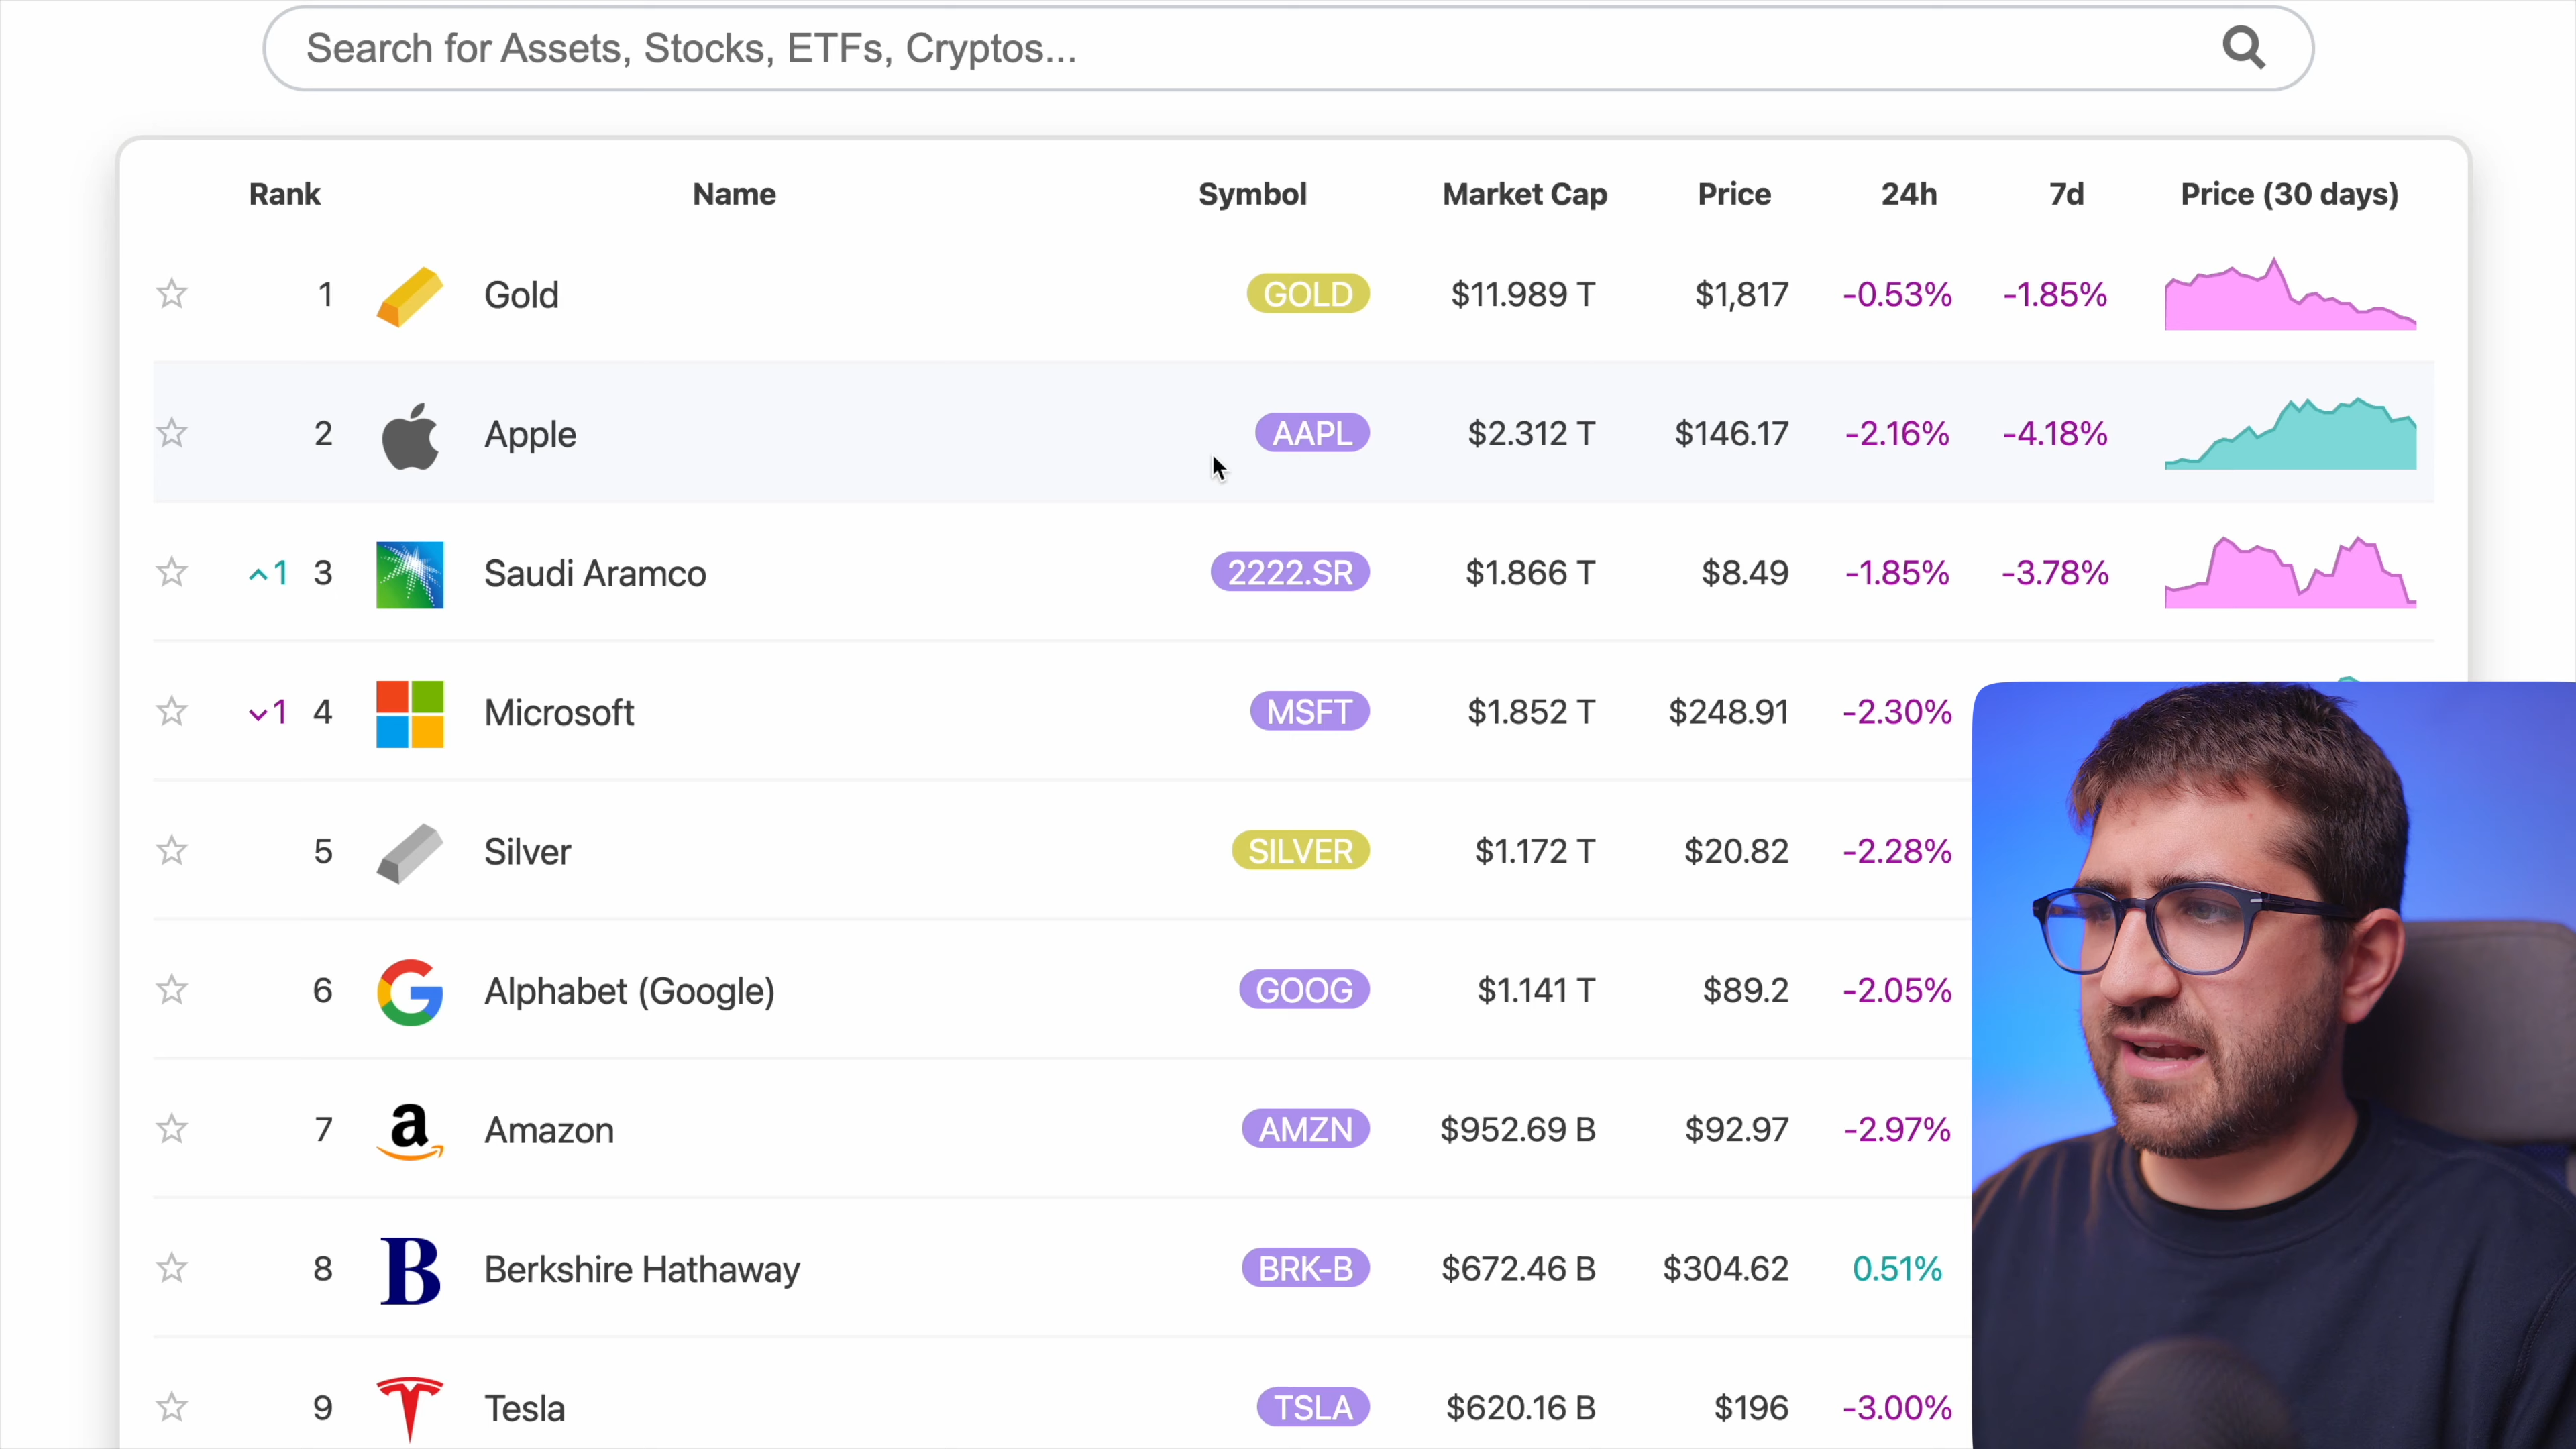 Search for Assets, Stocks, ETFs, Cryptos...
Rank Name Symbol Market Cap Price 24h 7d Price (30 days)
1 Gold GOLD $11.989 T $1,817 -0.53% -1.85%
2 Apple AAPL $2.312 T $146.17 -2.16% -4.18%
1 3 Saudi Aramco 2222.SR $1.866 T $8.49 -1.85% -3.78%
1 4 Microsoft MSFT $1.852 T $248.91 -2.30%
5 Silver SILVER $1.172 T $20.82 -2.28%
6 Alphabet (Google) GOOG $1.141 T $89.2 -2.05%
7 Amazon AMZN $952.69 B $92.97 -2.97%
8 Berkshire Hathaway BRK-B $672.46 B $304.62 0.51%
9 Tesla TSLA $620.16 B $196 -3.00%